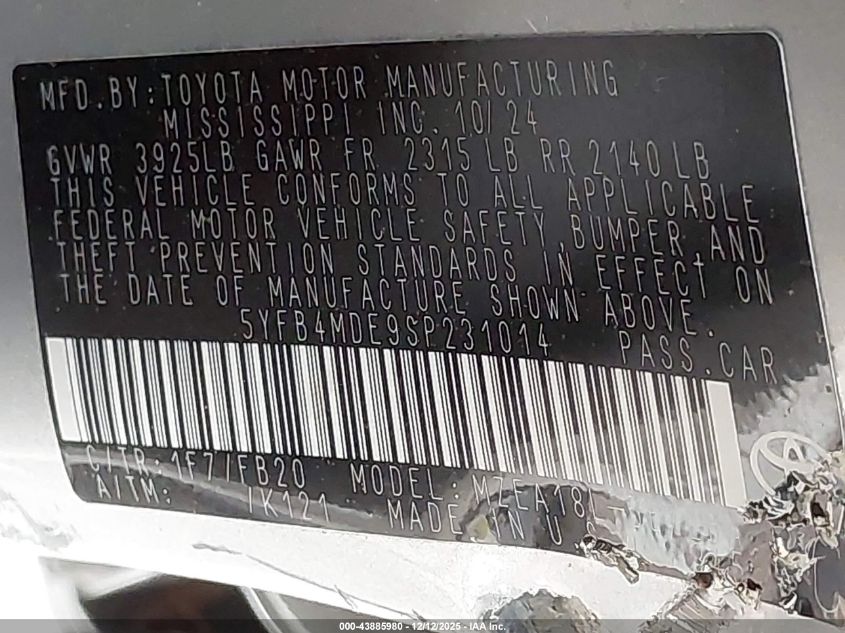 MFD.BY:TOYOTA MOTOR MANUFACTURING
MISSISSIPPI INC. 10/24
GVWR 3925LB GAWR FR 2315 LB RR 2140 LB
THIS VEHICLE CONFORMS TO ALL APPLICABLE
FEDERAL MOTOR VEHICLE SAFETY,BUMPER,AND
THEFT PREVENTION STANDARDS IN EFFECT ON
THE DATE OF MANUFACTURE SHOWN ABOVE.
5YFB4MDE9SP231014 PASS.CAR
C/TR: 1F7/FB20 MODEL:
A/TM: /K121 MADE IN U.S
000-43885980 - 12/12/2025 - IAA Inc.